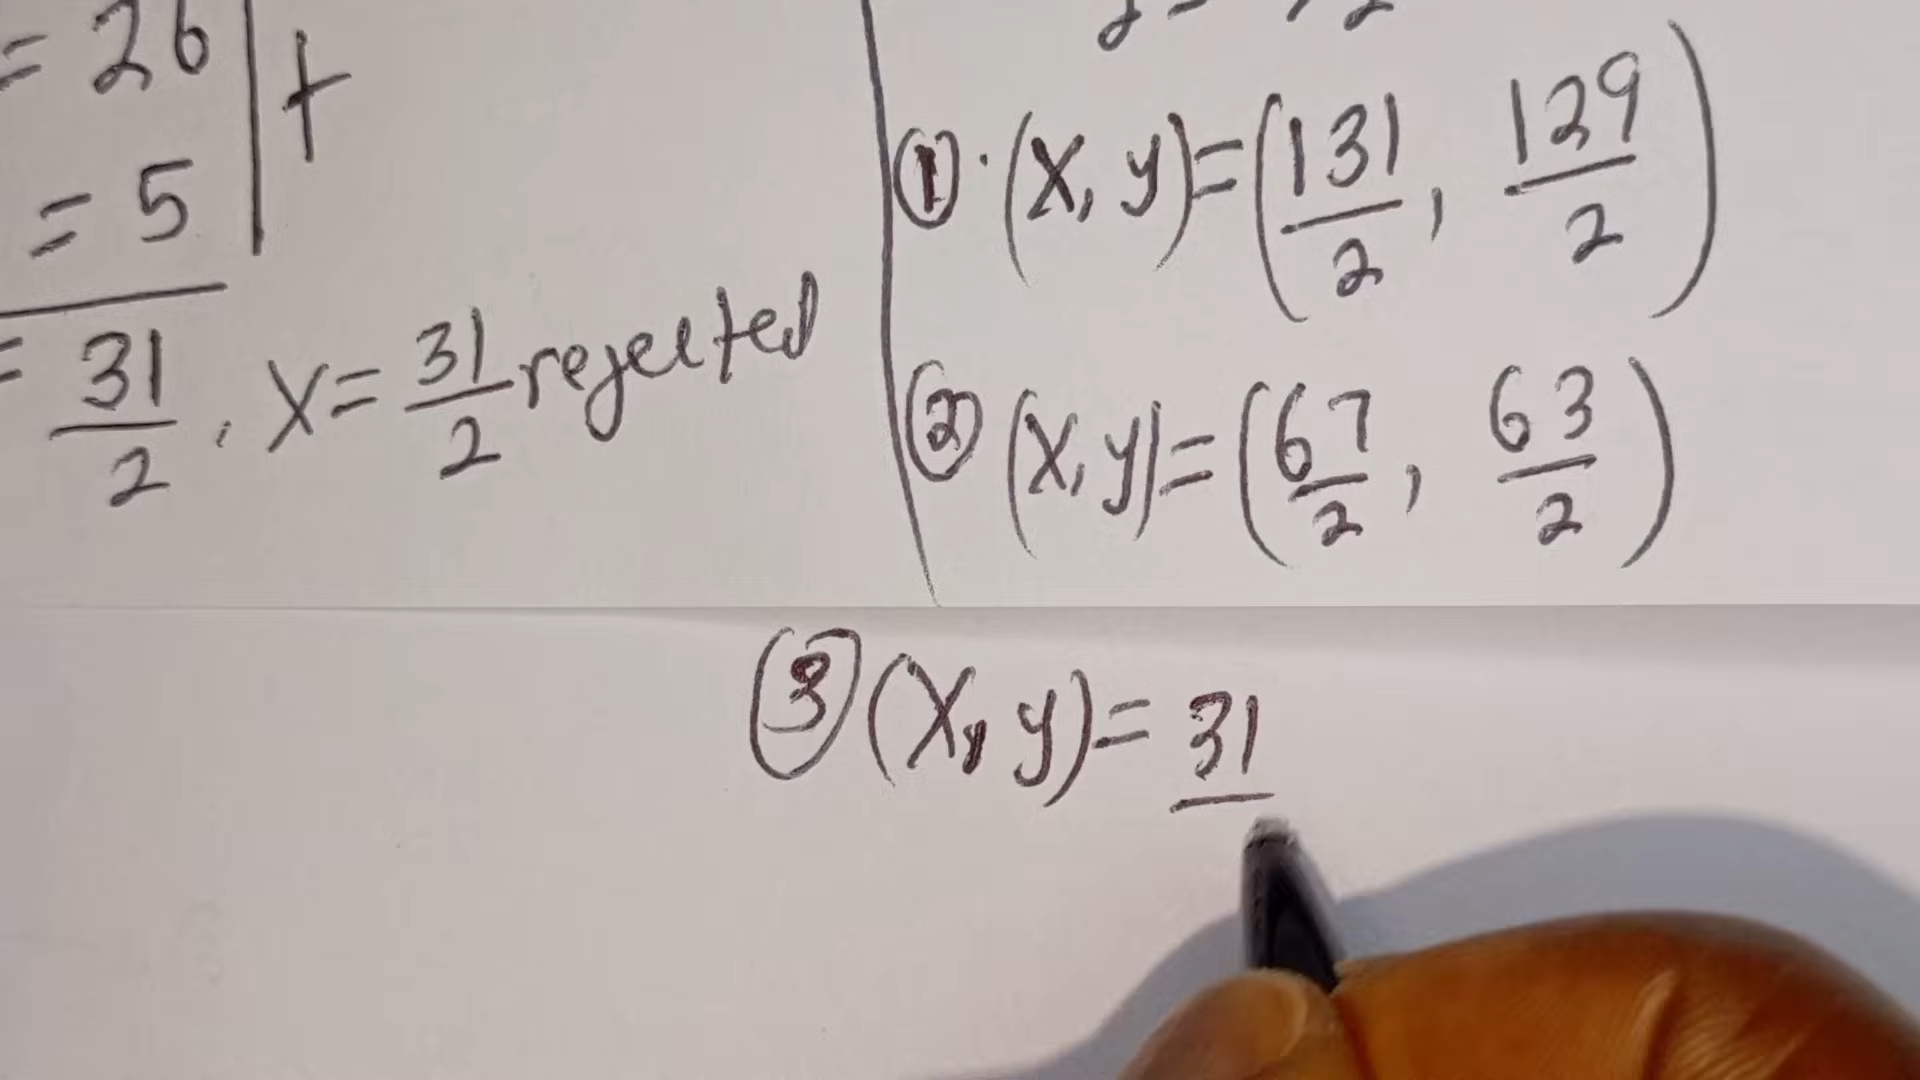 = 26 | +
= 5
= 31/2, x = 31/2 rejected
① · (x, y) = (131/2, 129/2)
② (x, y) = (67/2, 63/2)
③ (x, y) = 31